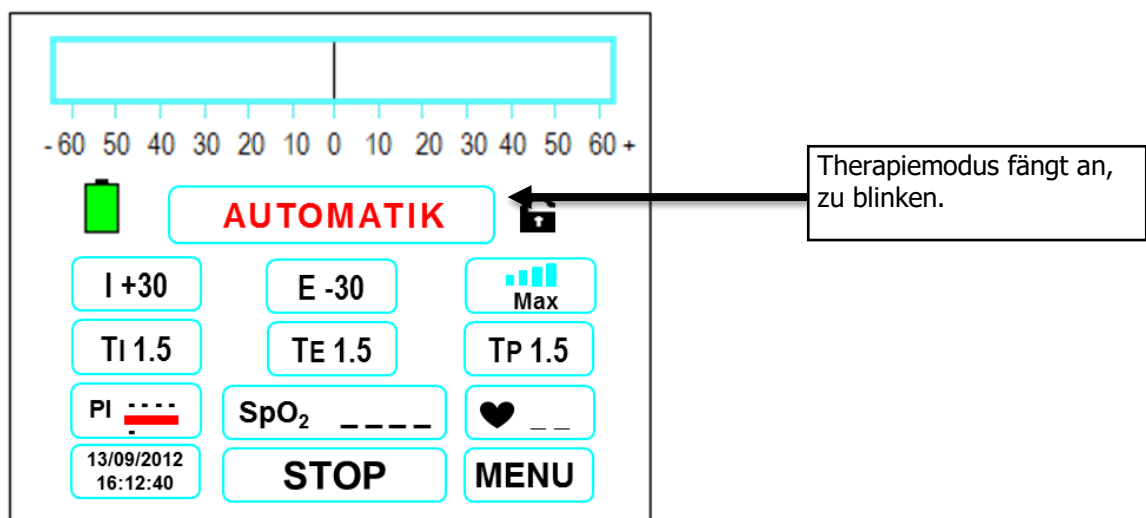 - 60 50 40 30 20 10 0 10 20 30 40 50 60 +
AUTOMATIK
Therapiemodus fängt an,
zu blinken.
I +30 E -30 Max
TI 1.5 TE 1.5 TP 1.5
PI ---- - SpO₂ _ _ _ _ _ _
13/09/2012
16:12:40
STOP MENU